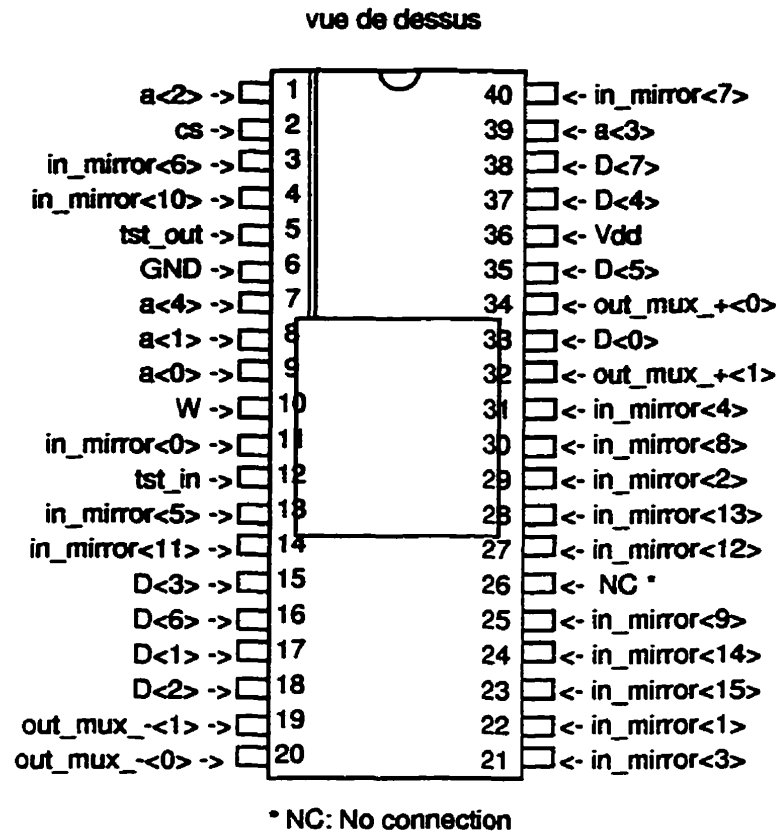 vue de dessus
a<2> -> 1 40 <- in_mirror<7>
cs -> 2 39 <- a<3>
in_mirror<6> -> 3 38 <- D<7>
in_mirror<10> -> 4 37 <- D<4>
tst_out -> 5 36 <- Vdd
GND -> 6 35 <- D<5>
a<4> -> 7 34 <- out_mux_+<0>
a<1> -> 8 33 <- D<0>
a<0> -> 9 32 <- out_mux_+<1>
W -> 10 31 <- in_mirror<4>
in_mirror<0> -> 11 30 <- in_mirror<8>
tst_in -> 12 29 <- in_mirror<2>
in_mirror<5> -> 13 28 <- in_mirror<13>
in_mirror<11> -> 14 27 <- in_mirror<12>
D<3> -> 15 26 <- NC *
D<6> -> 16 25 <- in_mirror<9>
D<1> -> 17 24 <- in_mirror<14>
D<2> -> 18 23 <- in_mirror<15>
out_mux_-<1> -> 19 22 <- in_mirror<1>
out_mux_-<0> -> 20 21 <- in_mirror<3>
* NC: No connection